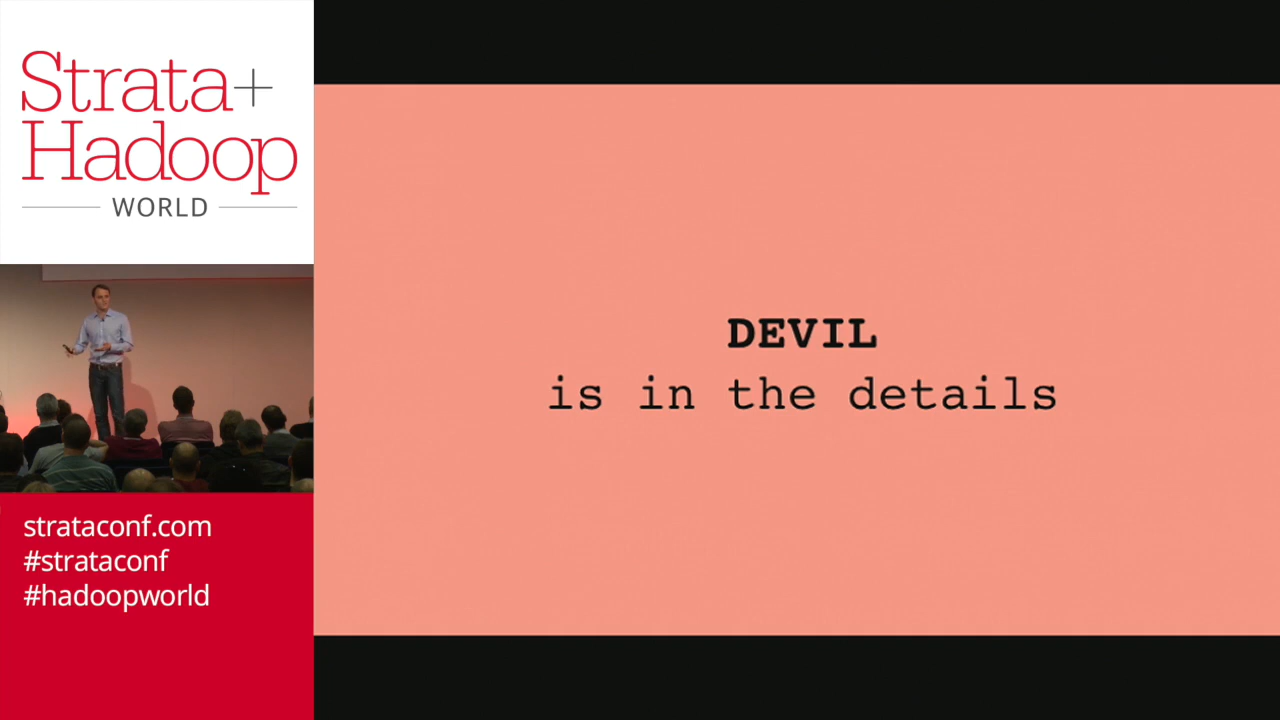 Strata+
Hadoop
WORLD
DEVIL
is in the details
strataconf.com
#strataconf
#hadoopworld